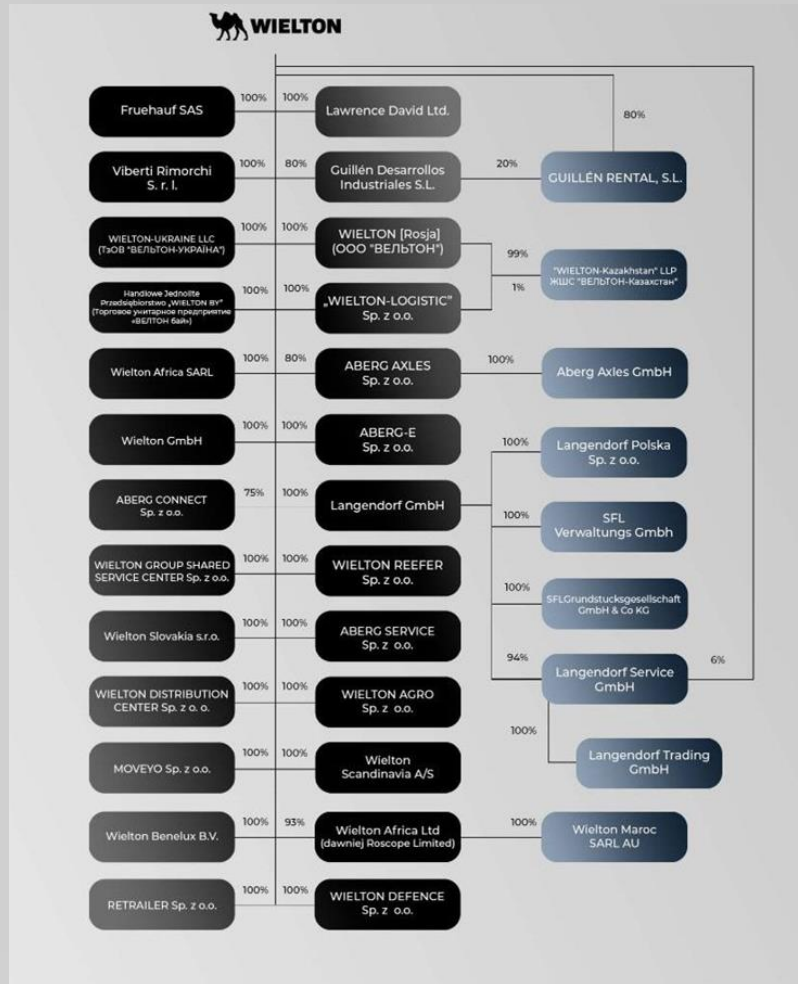 WIELTON
80%
Fruehauf SAS
100%
100%
Lawrence David Ltd.
Viberti Rimorchi
S. r. l.
100%
80%
Guillén Desarrollos
Industriales S.L.
20%
GUILLÉN RENTAL, S.L.
WIELTON-UKRAINE LLC
(ТзОВ "ВЕЛЬТОН-УКРАЇНА")
100%
100%
WIELTON [Rosja]
(ООО "ВЕЛЬТОН")
99%
"WIELTON-Kazakhstan" LLP
ЖШС "ВЕЛЬТОН-Казахстан"
1%
Handlowe Jednolite
Przedsiębiorstwo „WIELTON BY"
(Торговое унитарное предприятие
«ВЕЛТОН бай»)
100%
100%
„WIELTON-LOGISTIC"
Sp. z o.o.
Wielton Africa SARL
100%
80%
ABERG AXLES
Sp. z o.o.
100%
Aberg Axles GmbH
Wielton GmbH
100%
100%
ABERG-E
Sp. z o.o.
100%
Langendorf Polska
Sp. z o.o.
ABERG CONNECT
Sp. z o.o.
75%
100%
Langendorf GmbH
100%
SFL
Verwaltungs Gmbh
WIELTON GROUP SHARED
SERVICE CENTER Sp. z o.o.
100%
100%
WIELTON REEFER
Sp. z o.o.
100%
SFLGrundstucksgesellschaft
GmbH & Co KG
Wielton Slovakia s.r.o.
100%
100%
ABERG SERVICE
Sp. z o.o.
94%
Langendorf Service
GmbH
6%
WIELTON DISTRIBUTION
CENTER Sp. z o. o.
100%
100%
WIELTON AGRO
Sp. z o.o.
100%
Langendorf Trading
GmbH
MOVEYO Sp. z o.o.
100%
100%
Wielton
Scandinavia A/S
Wielton Benelux B.V.
100%
93%
Wielton Africa Ltd
(dawniej Roscope Limited)
100%
Wielton Maroc
SARL AU
RETRAILER Sp. z o.o.
100%
100%
WIELTON DEFENCE
Sp. z o.o.